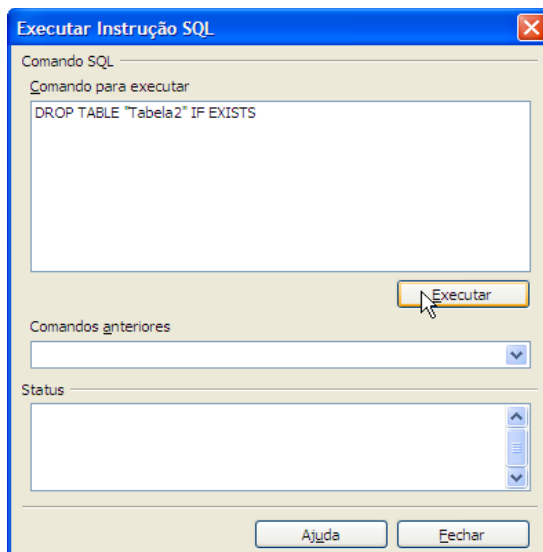 Executar Instrução SQL
Comando SQL
Comando para executar
DROP TABLE "Tabela2" IF EXISTS
Executar
Comandos anteriores
Status
Ajuda
Fechar